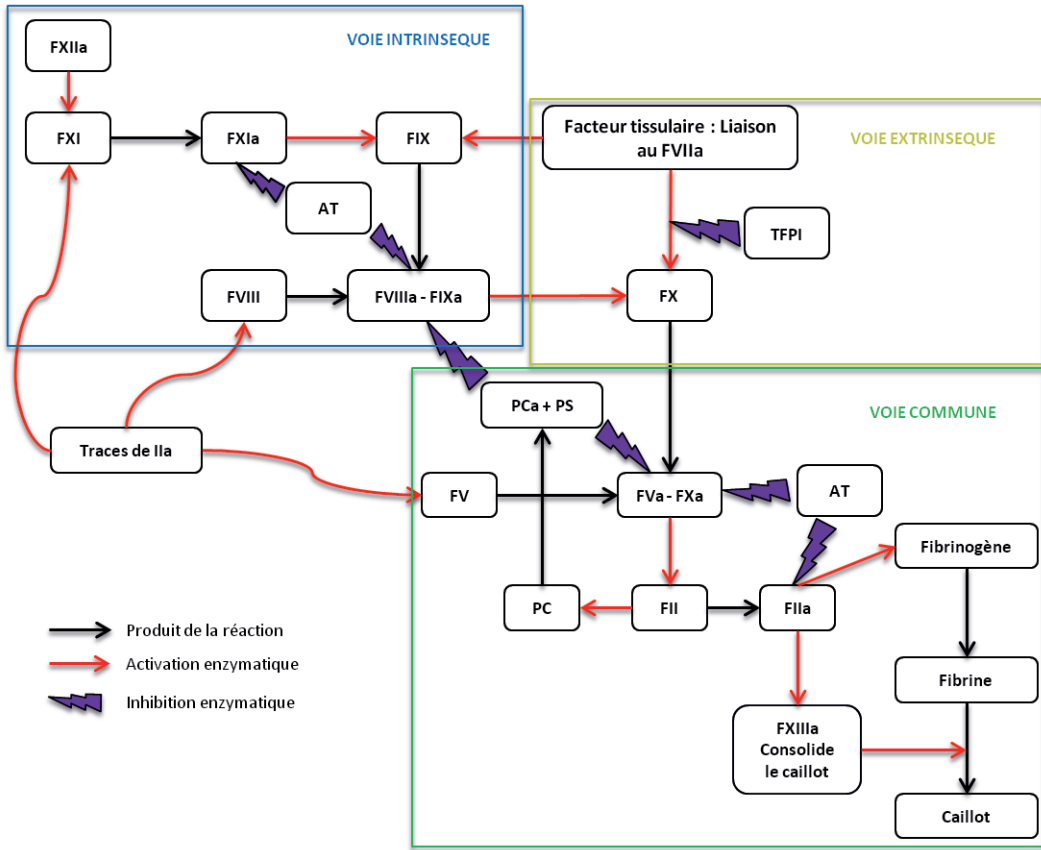 VOIE INTRINSEQUE
FXIIa
FXI
FXIa
FIX
AT
FVIII
FVIIIa - FIXa
Facteur tissulaire : Liaison
au FVIIa
VOIE EXTRINSEQUE
TFPI
FX
VOIE COMMUNE
PCa + PS
Traces de IIa
FV
FVa - FXa
AT
Fibrinogène
PC
FII
FIIa
Produit de la réaction
Activation enzymatique
Inhibition enzymatique
Fibrine
FXIIIa
Consolide
le caillot
Caillot